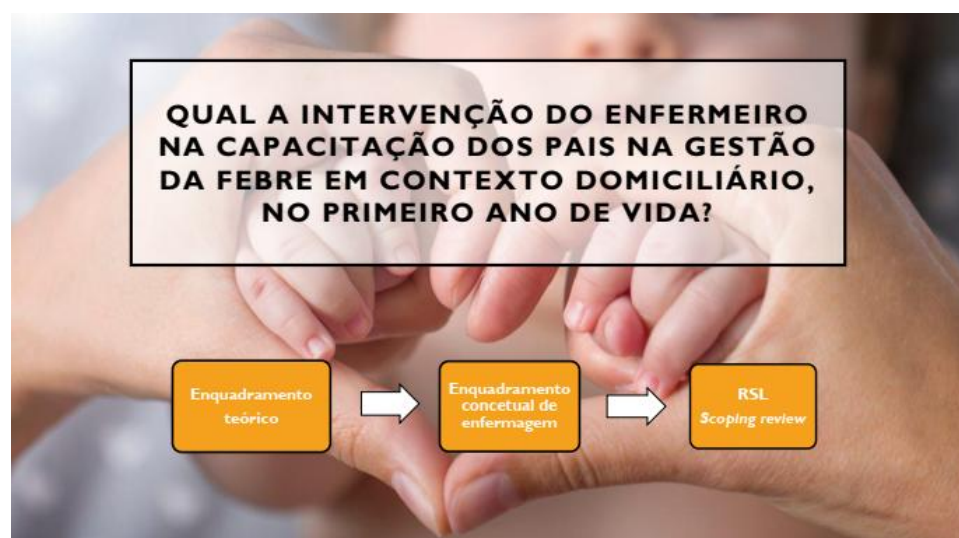 QUAL A INTERVENÇÃO DO ENFERMEIRO
NA CAPACITAÇÃO DOS PAIS NA GESTÃO
DA FEBRE EM CONTEXTO DOMICILIÁRIO,
NO PRIMEIRO ANO DE VIDA?
Enquadramento
teórico
Enquadramento
concetual de
enfermagem
RSL
Scoping review